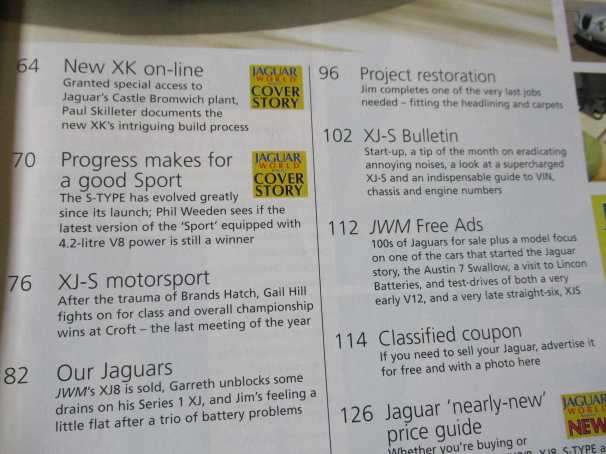 64 New XK on-line
Granted special access to
Jaguar's Castle Bromwich plant,
Paul Skilleter documents the
new XK's intriguing build process
JAGUAR
WORLD
COVER
STORY
70 Progress makes for
a good Sport
The S-TYPE has evolved greatly
since its launch; Phil Weeden sees if the
latest version of the 'Sport' equipped with
4.2-litre V8 power is still a winner
JAGUAR
WORLD
COVER
STORY
76 XJ-S motorsport
After the trauma of Brands Hatch, Gail Hill
fights on for class and overall championship
wins at Croft – the last meeting of the year
82 Our Jaguars
JWM's XJ8 is sold, Garreth unblocks some
drains on his Series 1 XJ, and Jim's feeling a
little flat after a trio of battery problems
96 Project restoration
Jim completes one of the very last jobs
needed – fitting the headlining and carpets
102 XJ-S Bulletin
Start-up, a tip of the month on eradicating
annoying noises, a look at a supercharged
XJ-S and an indispensable guide to VIN,
chassis and engine numbers
112 JWM Free Ads
100s of Jaguars for sale plus a model focus
on one of the cars that started the Jaguar
story, the Austin 7 Swallow, a visit to Lincon
Batteries, and test-drives of both a very
early V12, and a very late straight-six, XJS
114 Classified coupon
If you need to sell your Jaguar, advertise it
for free and with a photo here
126 Jaguar 'nearly-new'
price guide
Whether you're buying or
XJ8, S-TYPE a
JAGUAR
WORLD
NEW